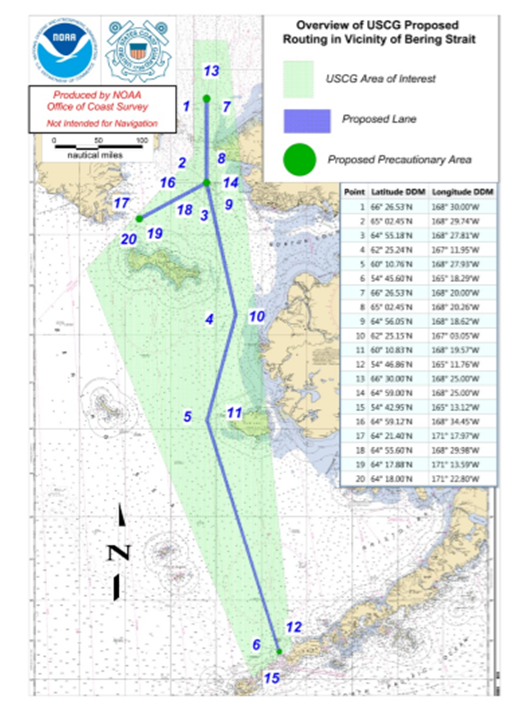 NOAA
Overview of USCG Proposed
Routing in Vicinity of Bering Strait
USCG Area of Interest
Proposed Lane
Proposed Precautionary Area
Produced by NOAA
Office of Coast Survey
Not Intended for Navigation
0 50 100
nautical miles
13
1 7
2 8
16 14
17 18 3 9
20 19
4 10
5 11
6 12
15
N
Point Latitude DDM Longitude DDM
1 66° 26.53'N 168° 30.00'W
2 65° 02.45'N 168° 29.74'W
3 64° 55.18'N 168° 27.81'W
4 62° 25.24'N 167° 11.95'W
5 60° 10.76'N 168° 27.93'W
6 54° 45.60'N 165° 18.29'W
7 66° 26.53'N 168° 20.00'W
8 65° 02.45'N 168° 20.26'W
9 64° 56.05'N 168° 18.62'W
10 62° 25.15'N 167° 03.05'W
11 60° 10.83'N 168° 19.57'W
12 54° 46.86'N 165° 11.76'W
13 66° 30.00'N 168° 25.00'W
14 64° 59.00'N 168° 25.00'W
15 54° 42.95'N 165° 13.12'W
16 64° 59.12'N 168° 34.45'W
17 64° 21.40'N 171° 17.97'W
18 64° 55.60'N 168° 29.98'W
19 64° 17.88'N 171° 13.59'W
20 64° 18.00'N 171° 22.80'W